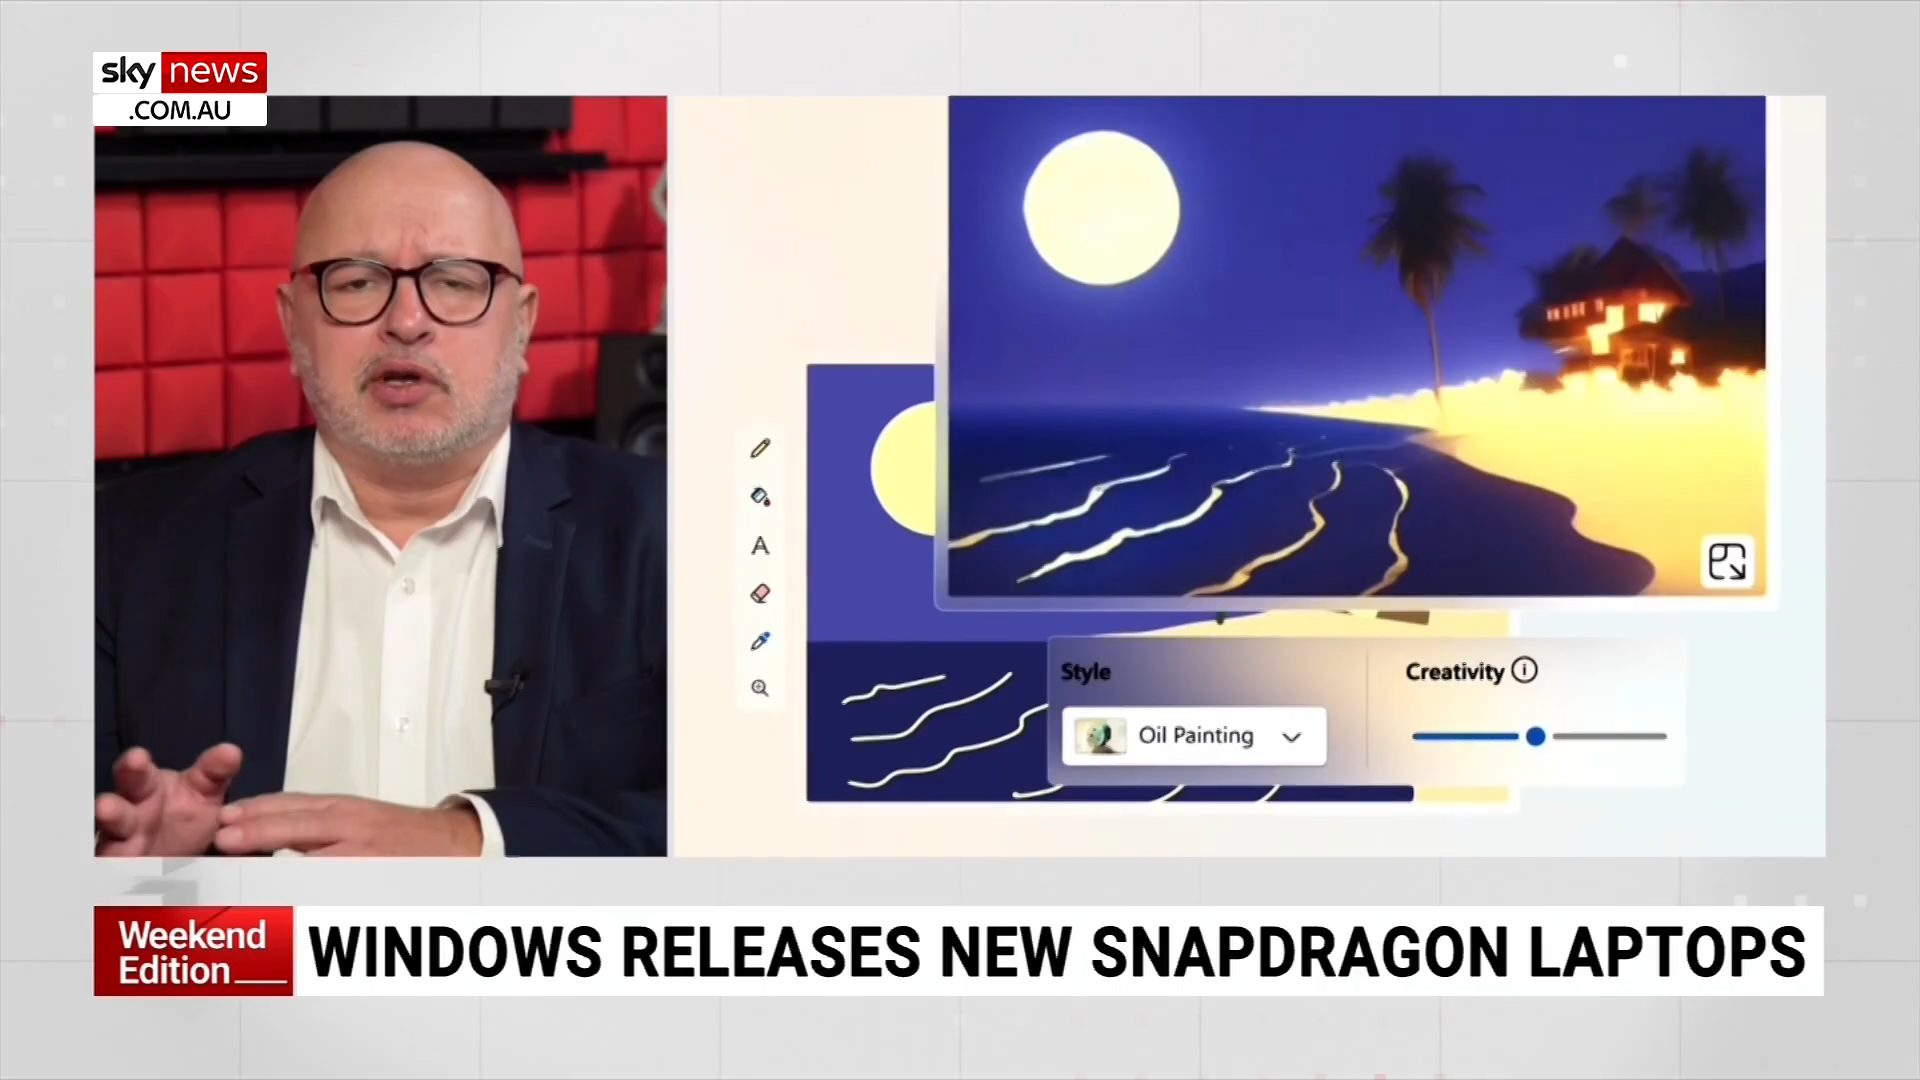 sky news
.COM.AU
Style
Creativity
Oil Painting
Weekend
Edition
WINDOWS RELEASES NEW SNAPDRAGON LAPTOPS